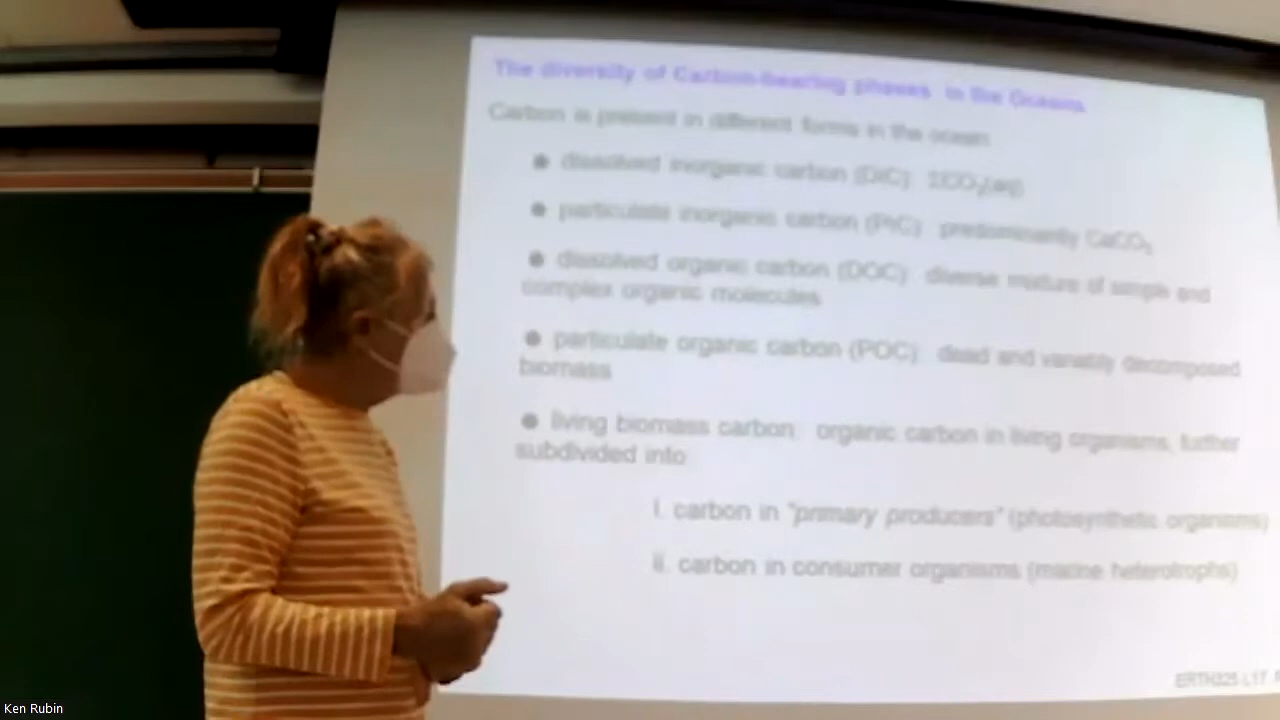 The diversity of Carbon-bearing phases in the Oceans
Carbon is present in different forms in the ocean:
● dissolved inorganic carbon (DIC): ΣCO₂(aq)
● particulate inorganic carbon (PIC): predominantly CaCO₃
● dissolved organic carbon (DOC): diverse mixture of simple and
complex organic molecules
● particulate organic carbon (POC): dead and variably decomposed
biomass
● living biomass carbon: organic carbon in living organisms, further
subdivided into:
i. carbon in "primary producers" (photosynthetic organisms)
ii. carbon in consumer organisms (marine heterotrophs)
ERTH325 L17
Ken Rubin